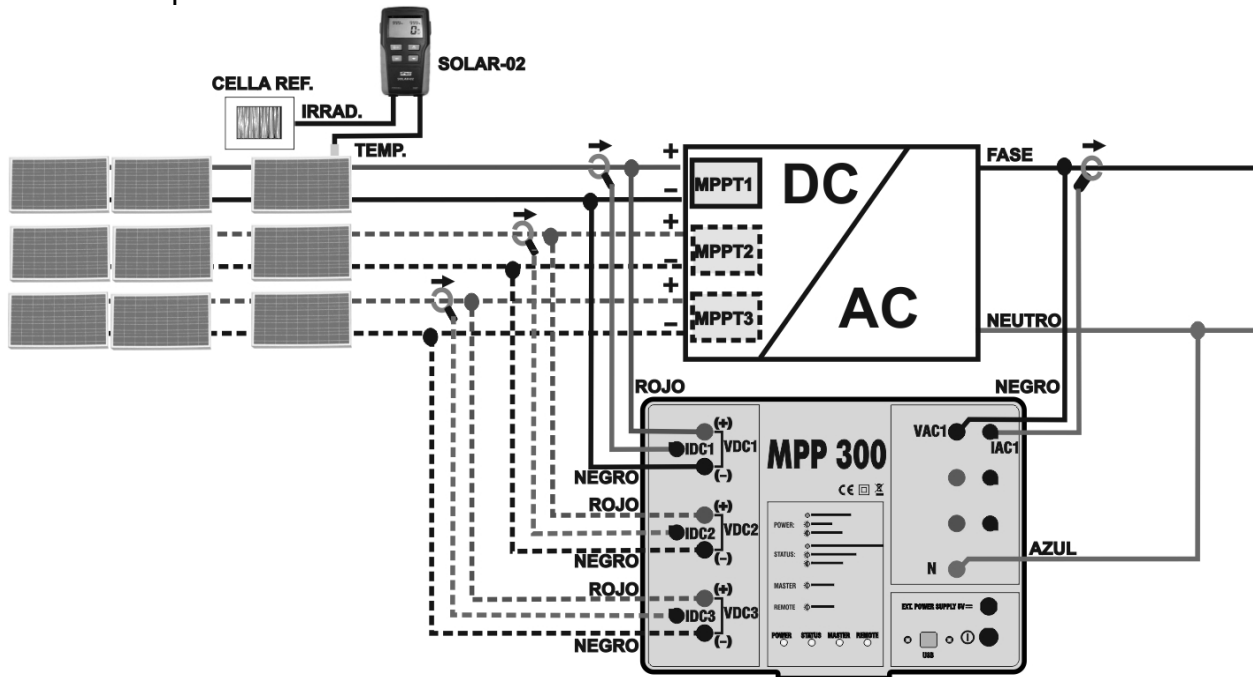 SOLAR-02
CELLA REF.
IRRAD.
TEMP.
+
−
+
−
+
−
MPPT1
MPPT2
MPPT3
DC
AC
FASE
NEUTRO
ROJO
NEGRO
NEGRO
ROJO
NEGRO
ROJO
NEGRO
AZUL
(+)
IDC1
VDC1
(−)
(+)
IDC2
VDC2
(−)
(+)
IDC3
VDC3
(−)
MPP 300
CE
POWER:
STATUS:
MASTER
REMOTE
POWER STATUS MASTER REMOTE
VAC1
IAC1
N
EXT. POWER SUPPLY 5V
USB